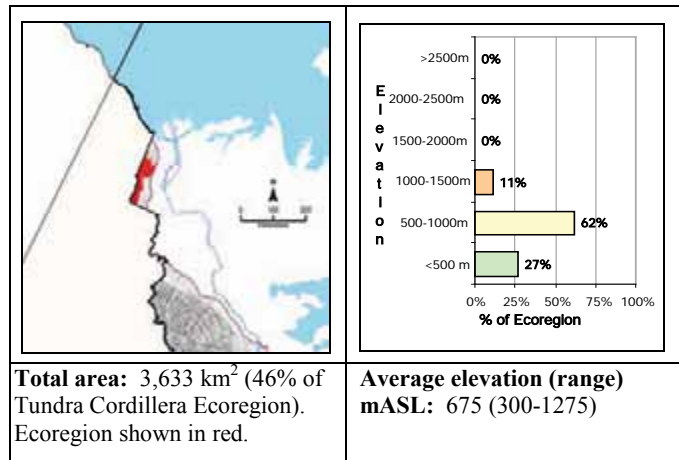 >2500m
0%
2000-2500m
0%
1500-2000m
0%
1000-1500m
11%
500-1000m
62%
<500 m
27%
Elevation
0% 25% 50% 75% 100%
% of Ecoregion
Total area: 3,633 km² (46% of
Tundra Cordillera Ecoregion).
Ecoregion shown in red.
Average elevation (range)
mASL: 675 (300-1275)